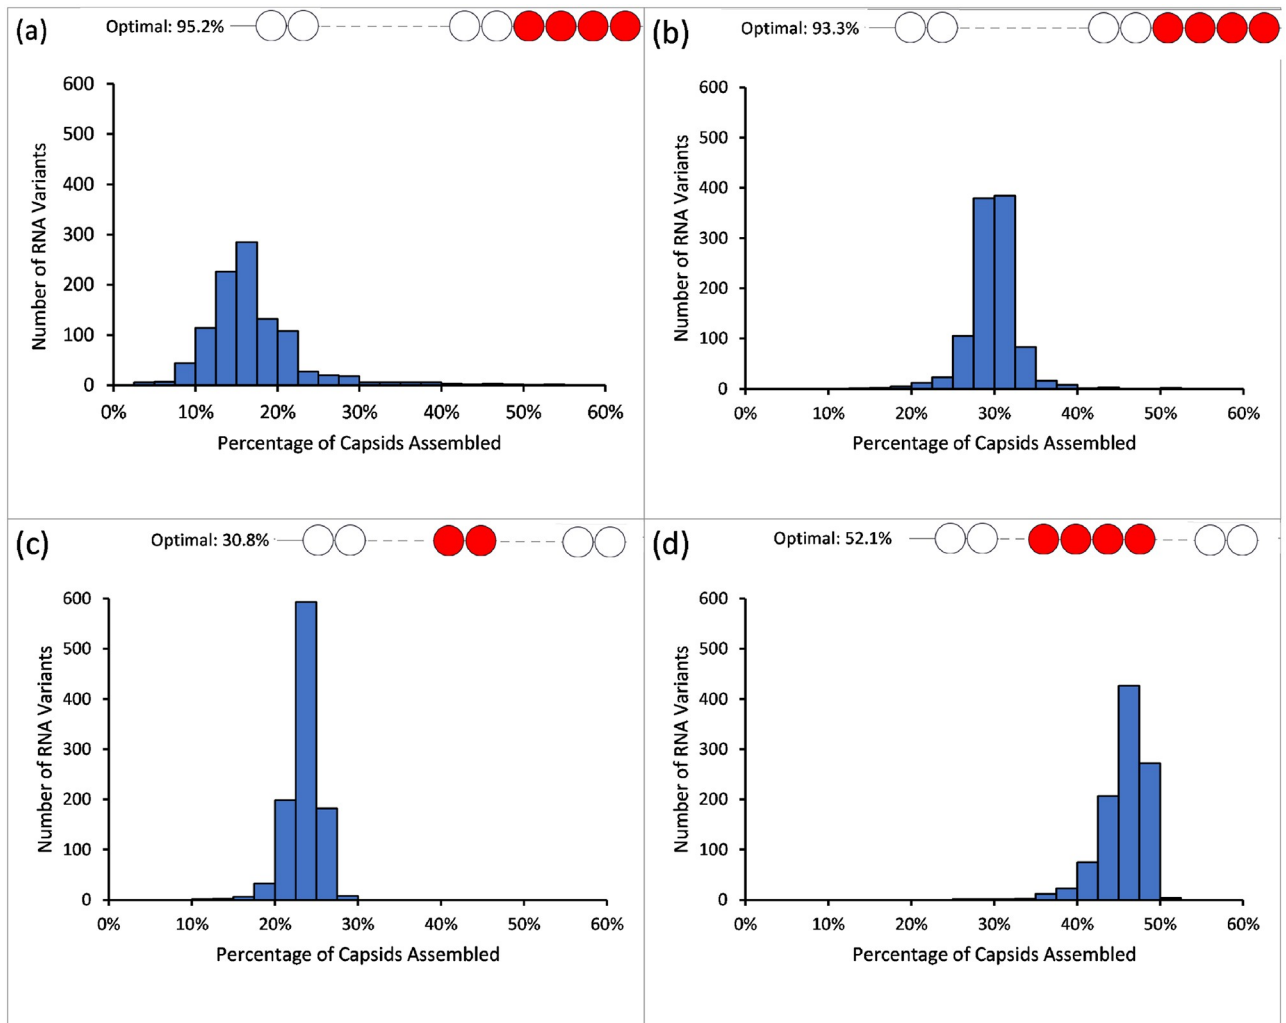 (a)
Optimal: 95.2%
600
500
400
300
200
100
0
0% 10% 20% 30% 40% 50% 60%
Number of RNA Variants
Percentage of Capsids Assembled
(b)
Optimal: 93.3%
600
500
400
300
200
100
0
0% 10% 20% 30% 40% 50% 60%
Number of RNA Variants
Percentage of Capsids Assembled
(c)
Optimal: 30.8%
600
500
400
300
200
100
0
0% 10% 20% 30% 40% 50% 60%
Number of RNA Variants
Percentage of Capsids Assembled
(d)
Optimal: 52.1%
600
500
400
300
200
100
0
0% 10% 20% 30% 40% 50% 60%
Number of RNA Variants
Percentage of Capsids Assembled